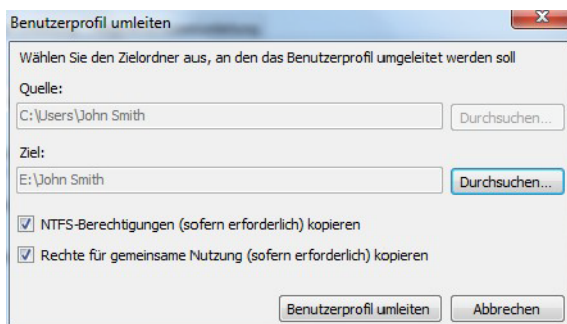 Benutzerprofil umleiten
Wählen Sie den Zielordner aus, an den das Benutzerprofil umgeleitet werden soll
Quelle:
C:\Users\John Smith
Durchsuchen...
Ziel:
E:\John Smith
Durchsuchen...
NTFS-Berechtigungen (sofern erforderlich) kopieren
Rechte für gemeinsame Nutzung (sofern erforderlich) kopieren
Benutzerprofil umleiten
Abbrechen